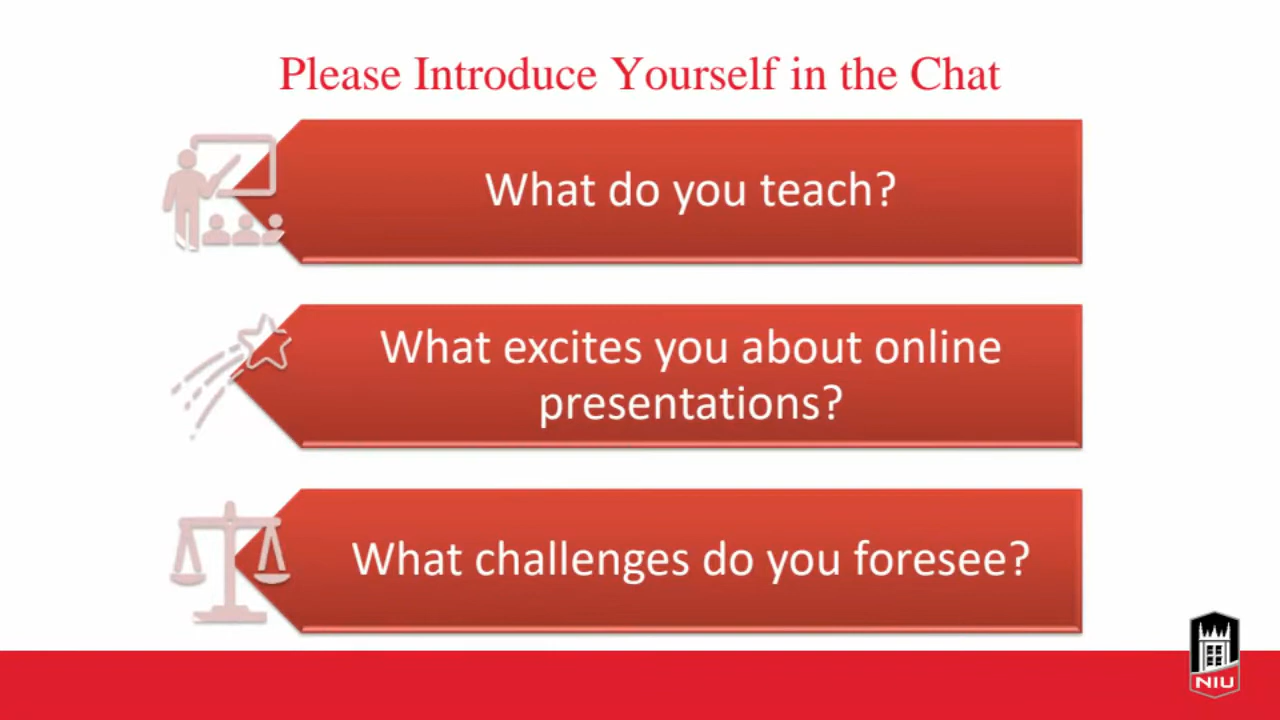 Please Introduce Yourself in the Chat
What do you teach?
What excites you about online
presentations?
What challenges do you foresee?
NIU